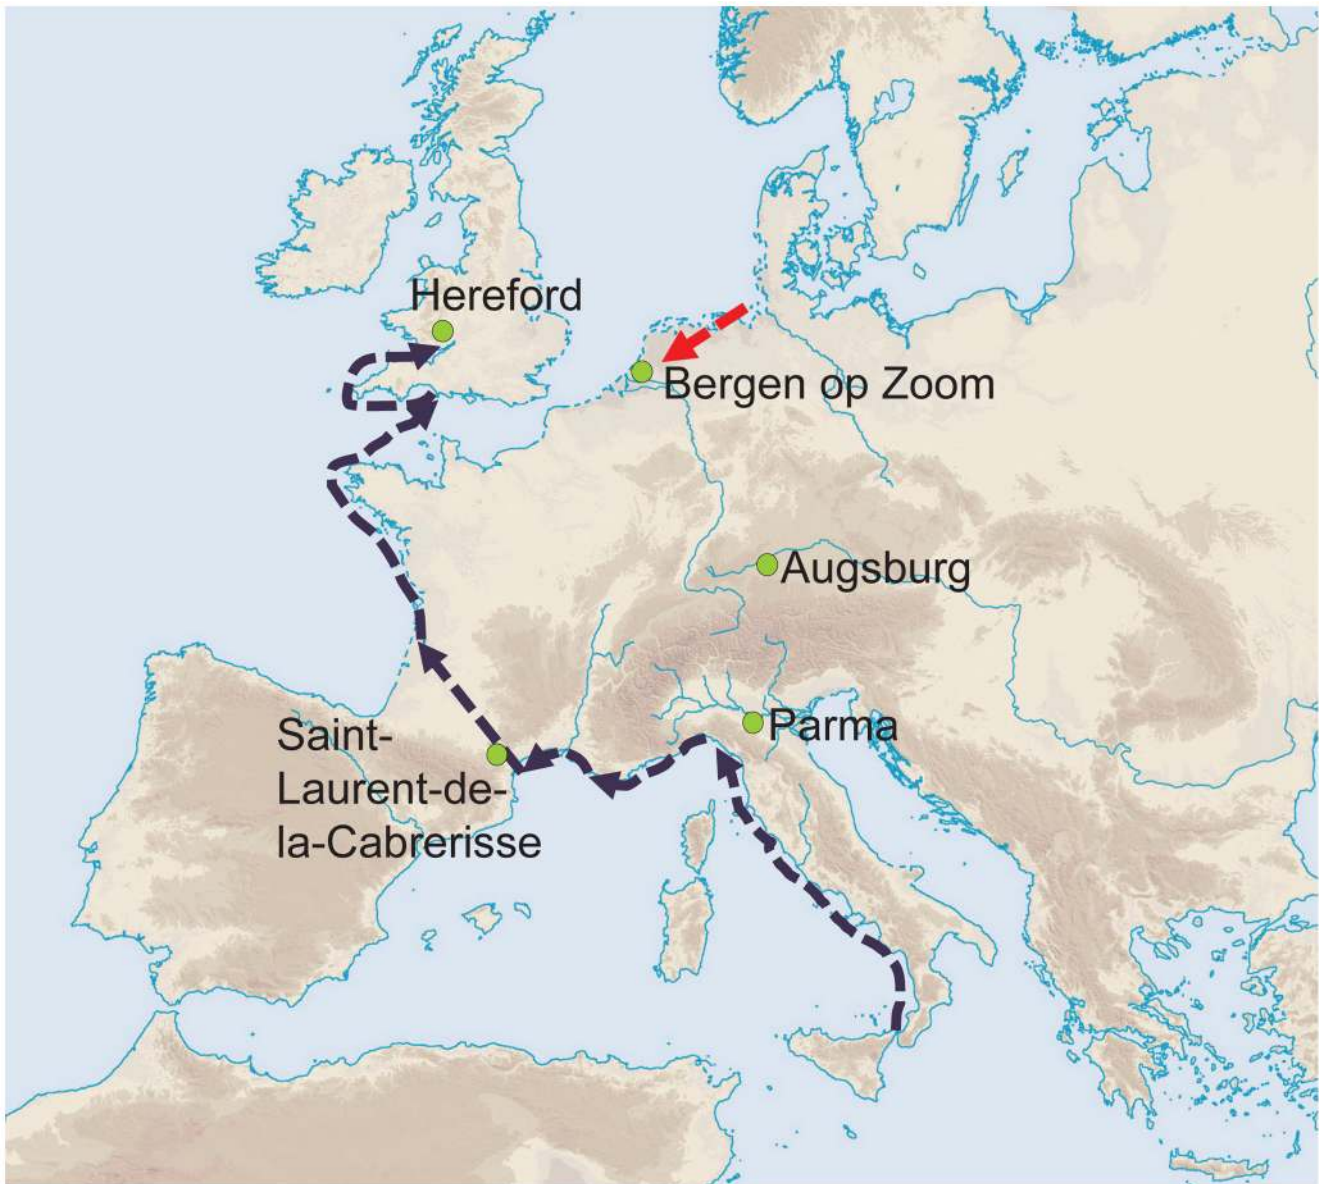 Hereford
Bergen op Zoom
Augsburg
Parma
Saint-
Laurent-de-
la-Cabrerisse